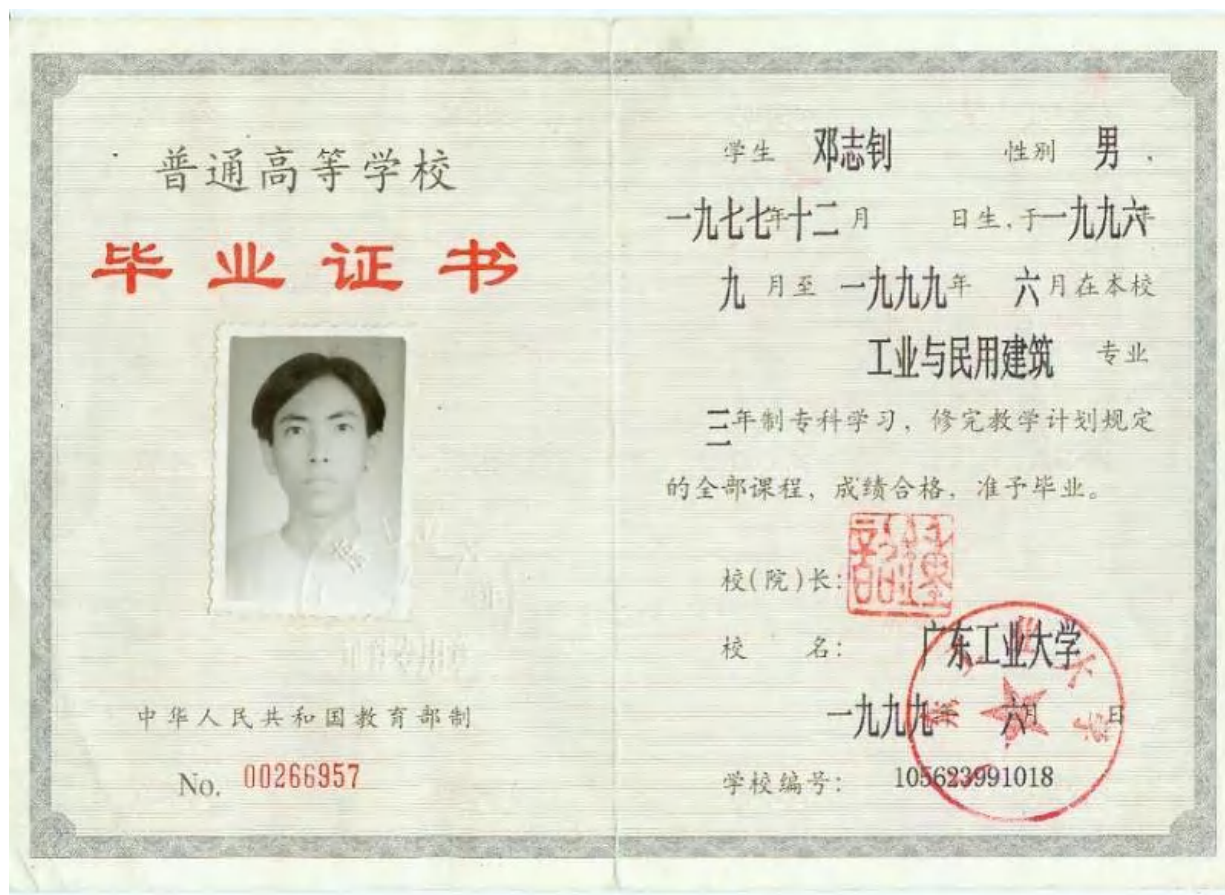 普通高等学校
毕业证书
中华人民共和国教育部制
No. 00266957
学生 邓志钊 性别 男,
一九七七年十二月 日生,于一九九六年
九月至一九九九年 六月在本校
工业与民用建筑 专业
三年制专科学习,修完教学计划规定
的全部课程,成绩合格,准予毕业。
校(院)长:
校 名: 广东工业大学
一九九九年 六月 日
学校编号: 105623991018